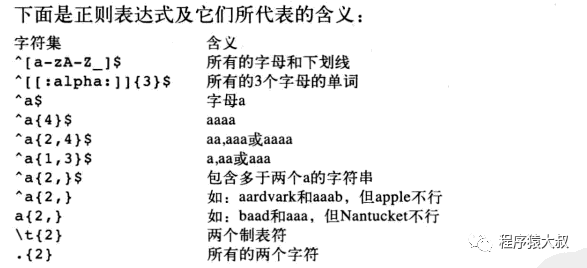 下面是正则表达式及它们所代表的含义：
字符集 含义
^[a-zA-Z_]$ 所有的字母和下划线
^[[:alpha:]]{3}$ 所有的3个字母的单词
^a$ 字母a
^a{4}$ aaaa
^a{2,4}$ aa,aaa或aaaa
^a{1,3}$ a,aa或aaa
^a{2,}$ 包含多于两个a的字符串
^a{2,} 如：aardvark和aaab，但apple不行
a{2,} 如：baad和aaa，但Nantucket不行
\t{2} 两个制表符
.{2} 所有的两个字符
程序猿大叔